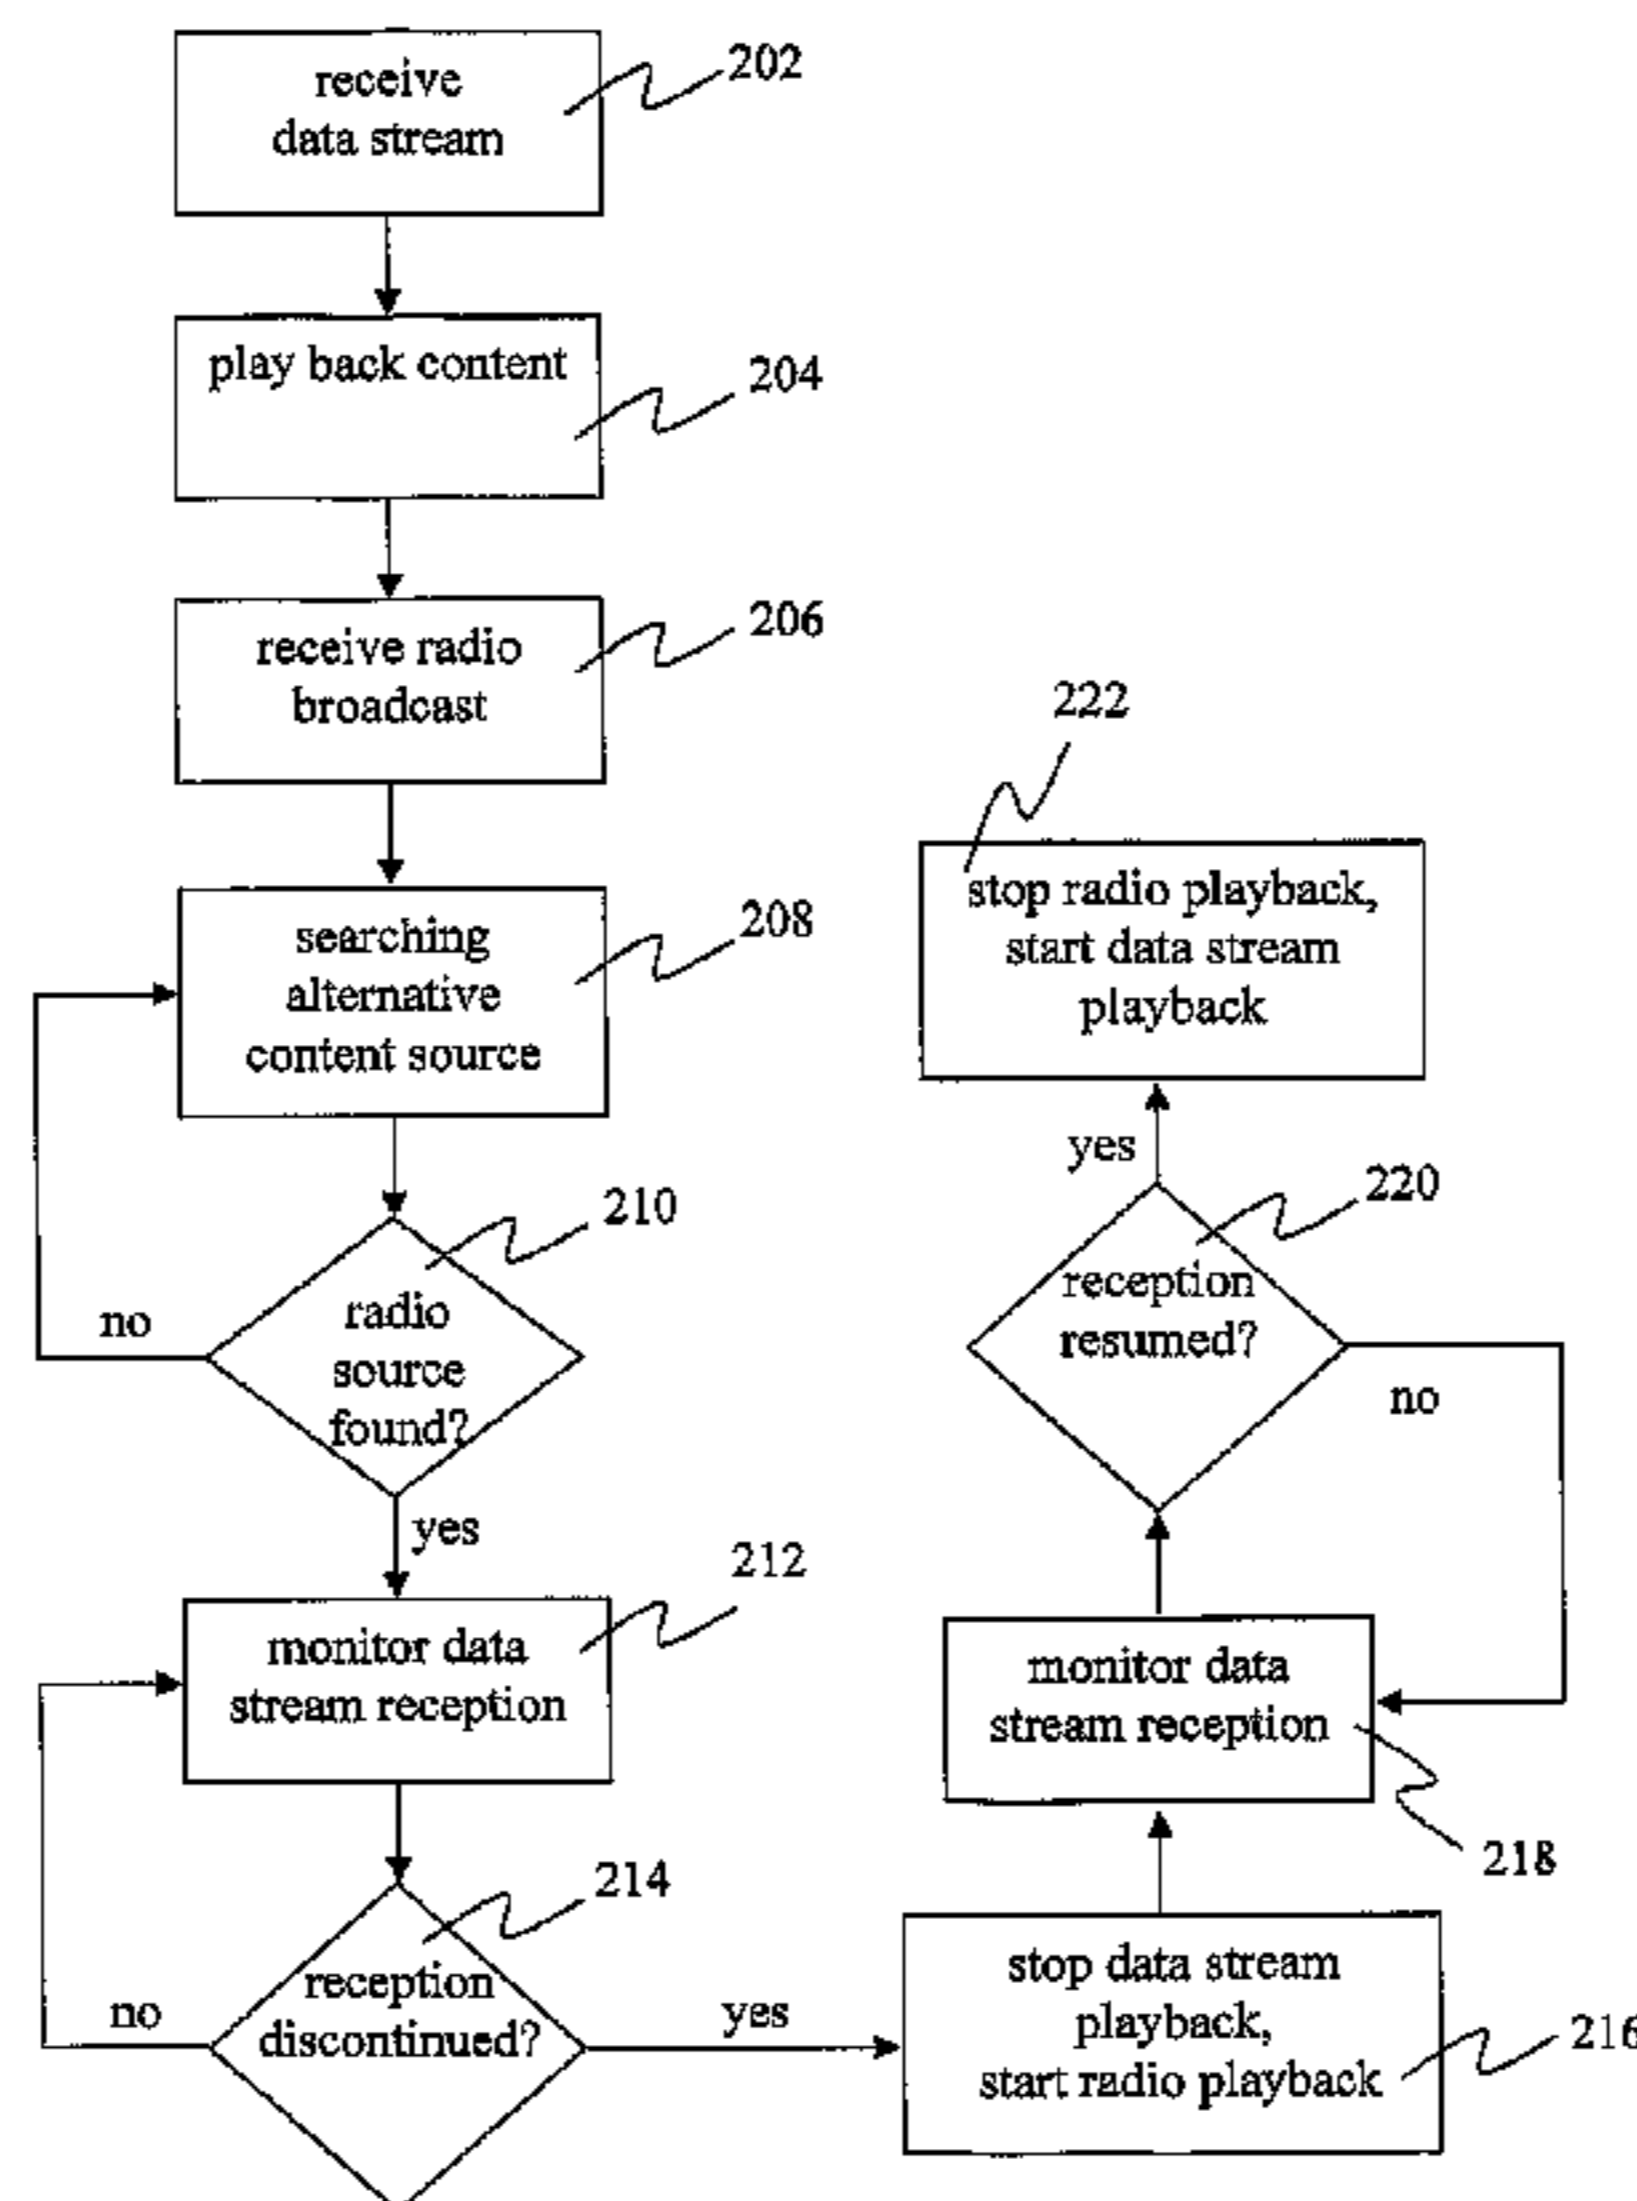 receive
data stream
202
play back content
204
receive radio
broadcast
206
searching
alternative
content source
208
radio
source
found?
210
no
yes
monitor data
stream reception
212
reception
discontinued?
214
no
yes
stop data stream
playback,
start radio playback
216
monitor data
stream reception
218
reception
resumed?
220
no
yes
stop radio playback,
start data stream
playback
222